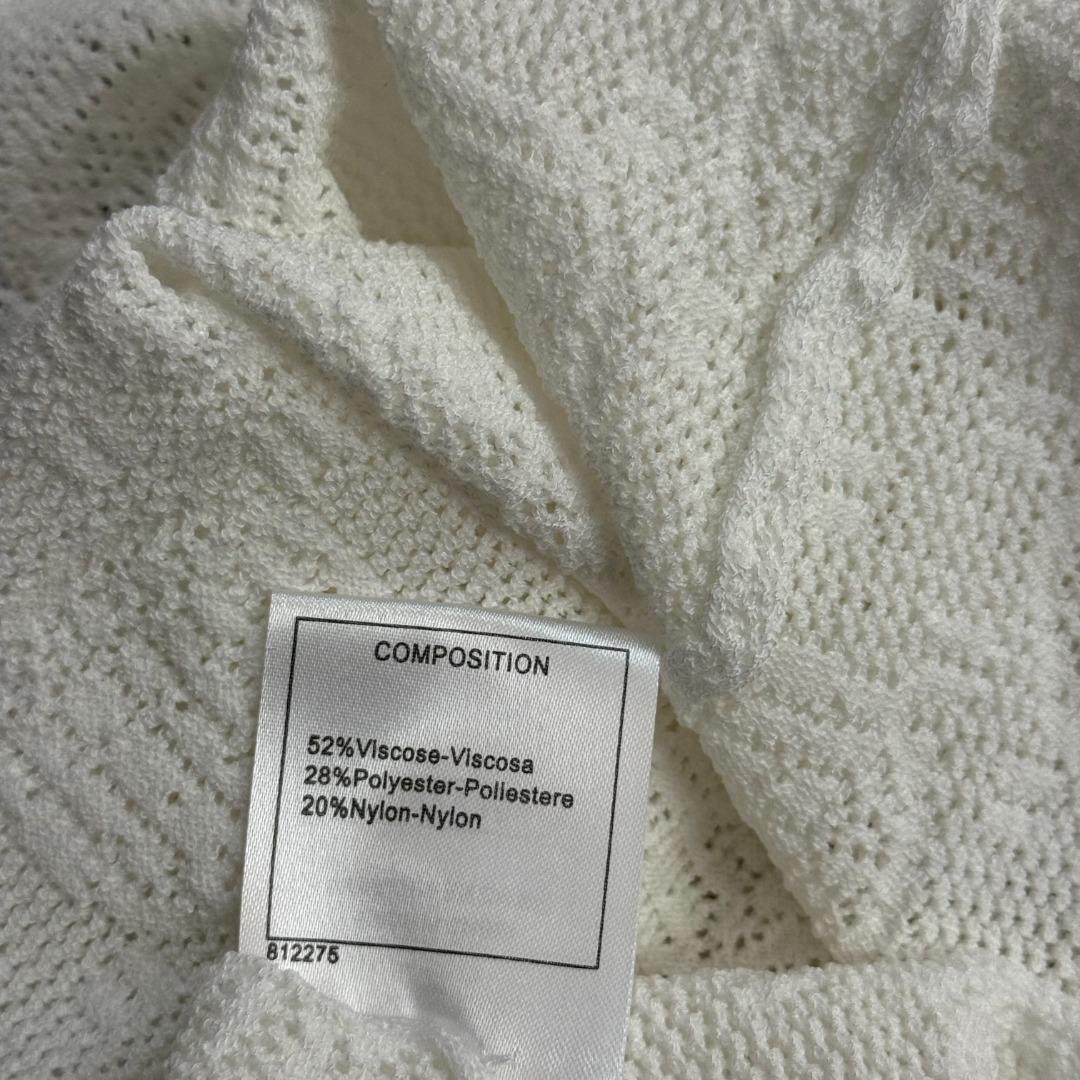 COMPOSITION
52%Viscose-Viscosa
28%Polyester-Poliestere
20%Nylon-Nylon
812275